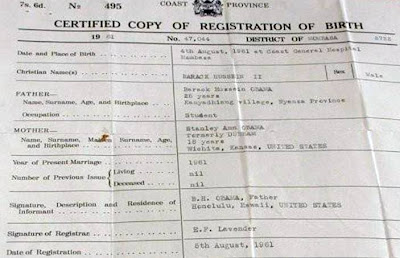 7s. 6d. No 495 COAST PROVINCE
CERTIFIED COPY OF REGISTRATION OF BIRTH
19 61 No. 47,044 DISTRICT OF MOMBASA
Date and Place of Birth 4th August, 1961 at Coast General Hospital
Mombasa
Christian Name(s) BARACK HUSSEIN II Sex Male
FATHER— Barack Hussein OBAMA
Name, Surname, Age, and Birthplace 26 years
Kanyadhiang village, Nyanza Province
Occupation Student
MOTHER— Stanley Ann OBAMA
Name, Surname, Maiden Surname, Age, formerly DUNHAM
and Birthplace 18 years
Wichita, Kansas, UNITED STATES
Year of Present Marriage 1961
Number of Previous Issue { Living nil
Deceased nil
Signature, Description and Residence of B.H. OBAMA, Father
Informant Honolulu, Hawaii, UNITED STATES
Signature of Registrar E.F. Lavender
Date of Registration 5th August, 1961